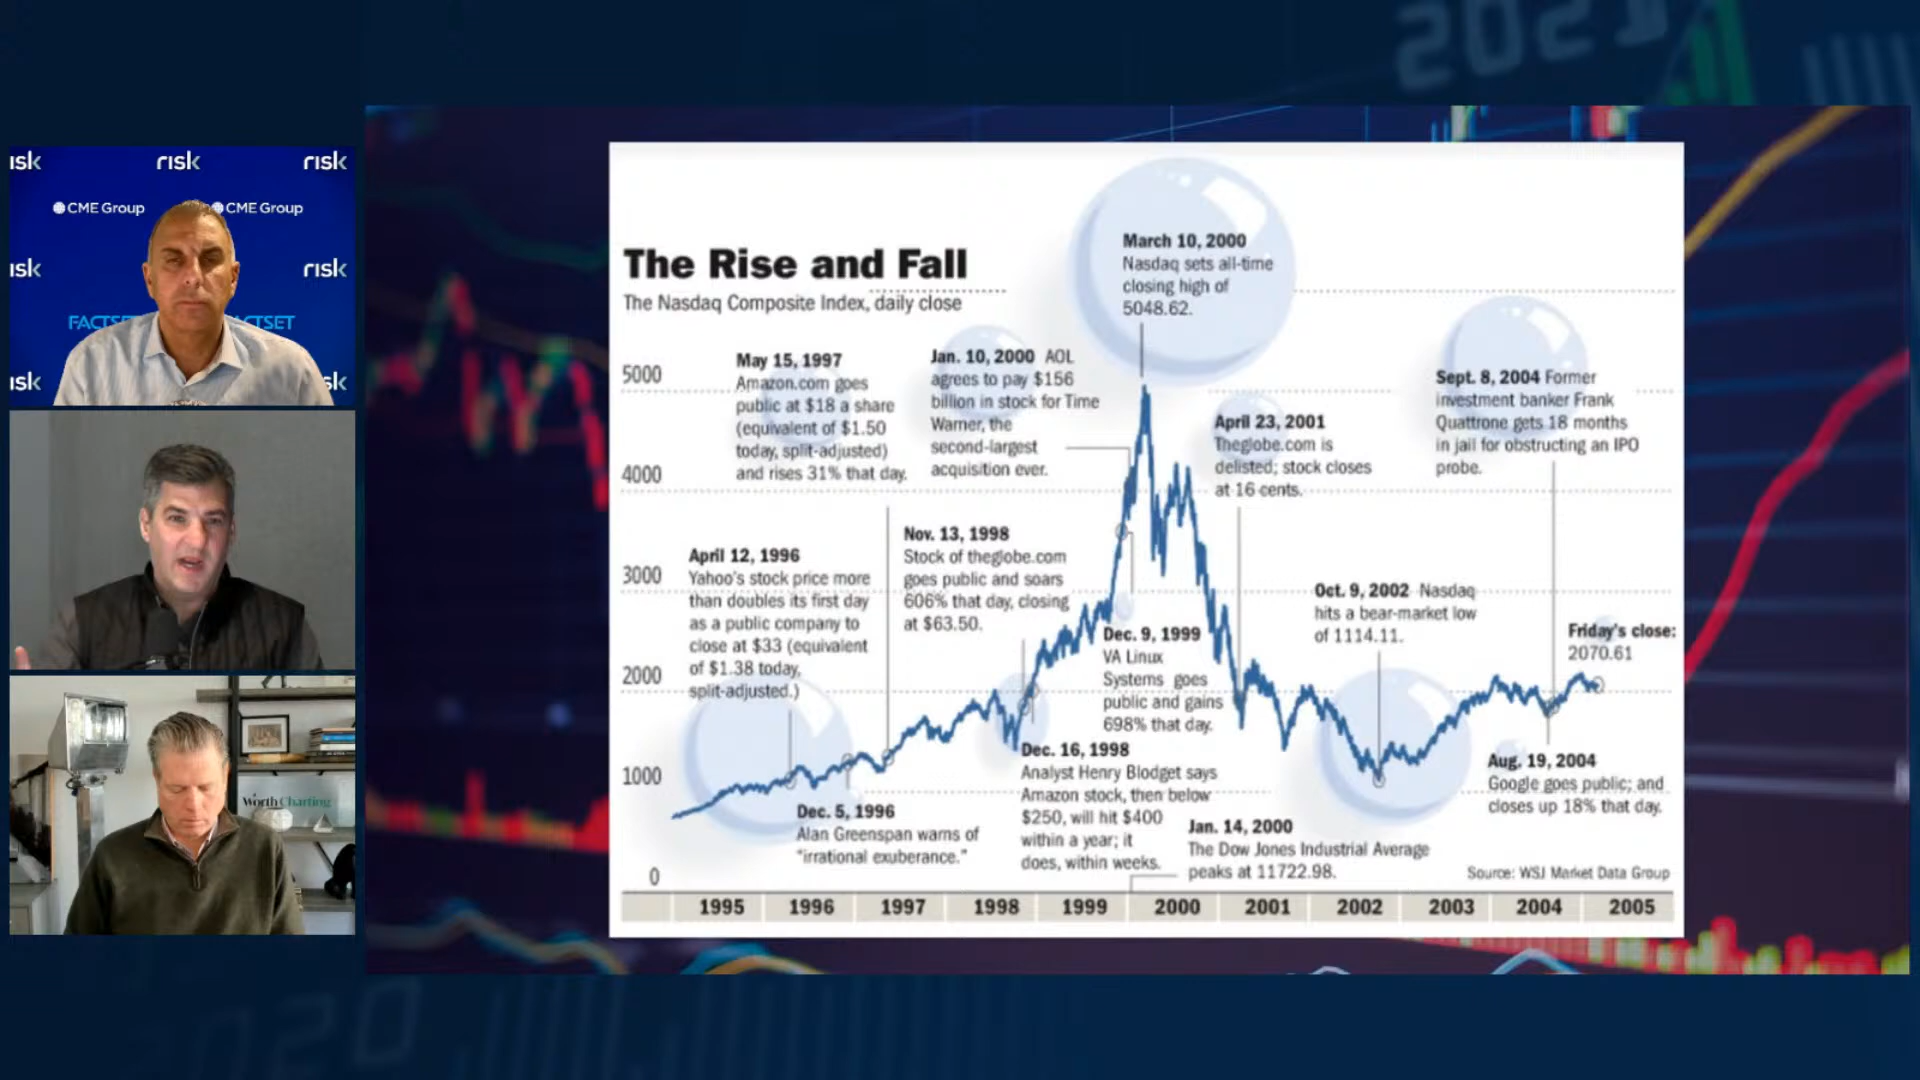 2021
isk risk risk
CME Group CME Group
isk risk
FACTSET
isk
Worth Charting
The Rise and Fall
The Nasdaq Composite Index, daily close
5000
4000
3000
2000
1000
0
March 10, 2000
Nasdaq sets all-time
closing high of
5048.62.
May 15, 1997
Amazon.com goes
public at $18 a share
(equivalent of $1.50
today, split-adjusted)
and rises 31% that day.
Jan. 10, 2000 AOL
agrees to pay $156
billion in stock for Time
Warner, the
second-largest
acquisition ever.
April 23, 2001
Theglobe.com is
delisted; stock closes
at 16 cents.
Sept. 8, 2004 Former
investment banker Frank
Quattrone gets 18 months
in jail for obstructing an IPO
probe.
April 12, 1996
Yahoo's stock price more
than doubles its first day
as a public company to
close at $33 (equivalent
of $1.38 today,
split-adjusted.)
Nov. 13, 1998
Stock of theglobe.com
goes public and soars
606% that day, closing
at $63.50.
Dec. 9, 1999
VA Linux
Systems goes
public and gains
698% that day.
Oct. 9, 2002 Nasdaq
hits a bear-market low
of 1114.11.
Friday's close:
2070.61
Dec. 5, 1996
Alan Greenspan warns of
"irrational exuberance."
Dec. 16, 1998
Analyst Henry Blodget says
Amazon stock, then below
$250, will hit $400
within a year; it
does, within weeks.
Jan. 14, 2000
The Dow Jones Industrial Average
peaks at 11722.98.
Aug. 19, 2004
Google goes public; and
closes up 18% that day.
Source: WSJ Market Data Group
1995 1996 1997 1998 1999 2000 2001 2002 2003 2004 2005
2020